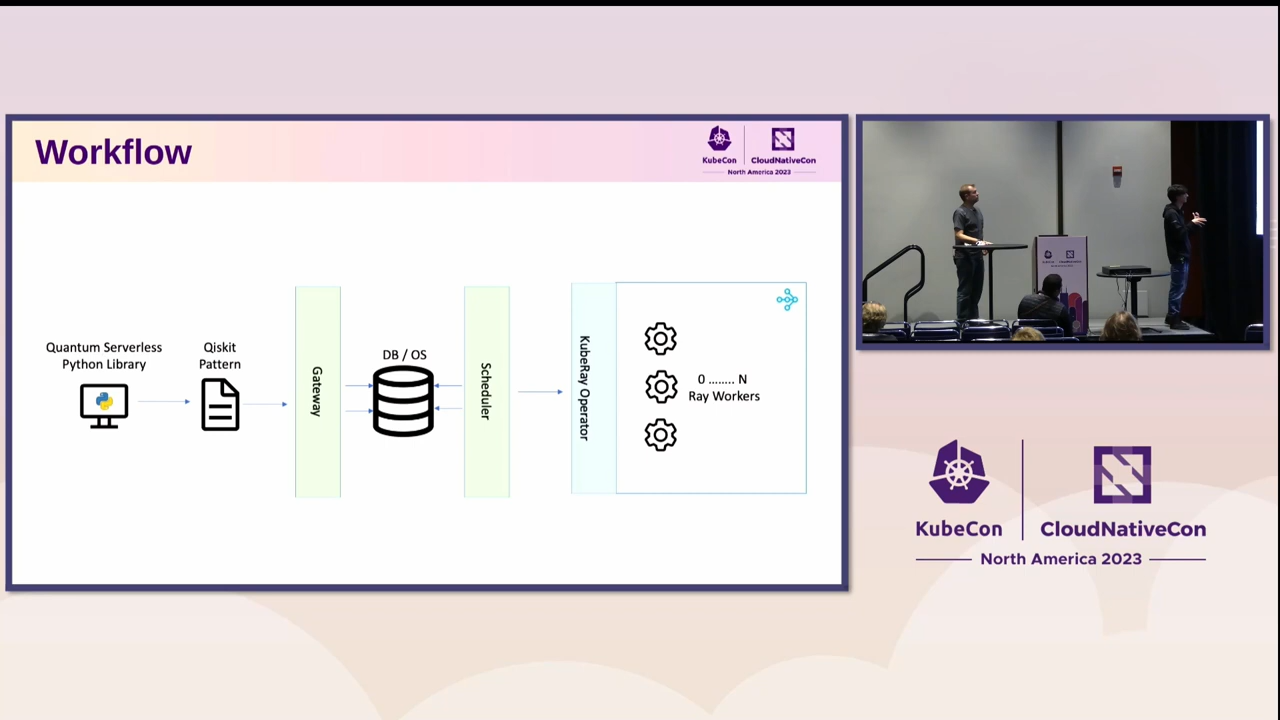 Workflow
KubeCon
CloudNativeCon
North America 2023
Quantum Serverless
Python Library
Qiskit
Pattern
Gateway
DB / OS
Scheduler
KubeRay Operator
0 ........ N
Ray Workers
KubeCon
CloudNativeCon
North America 2023